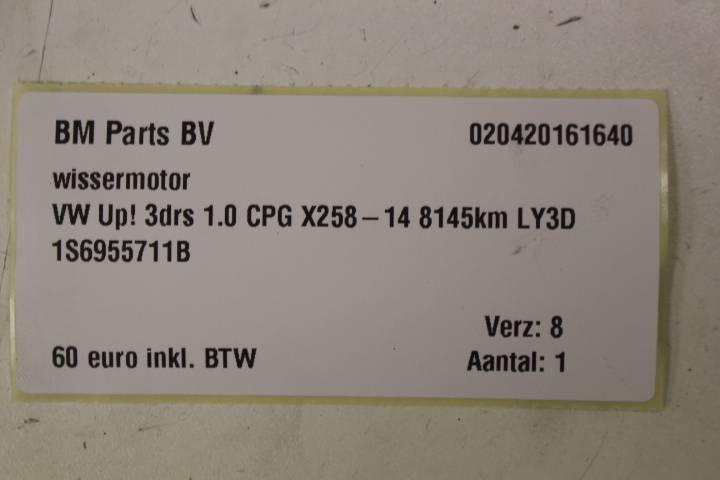 BM Parts BV 020420161640
wissermotor
VW Up! 3drs 1.0 CPG X258 – 14 8145km LY3D
1S6955711B
Verz: 8
60 euro inkl. BTW Aantal: 1